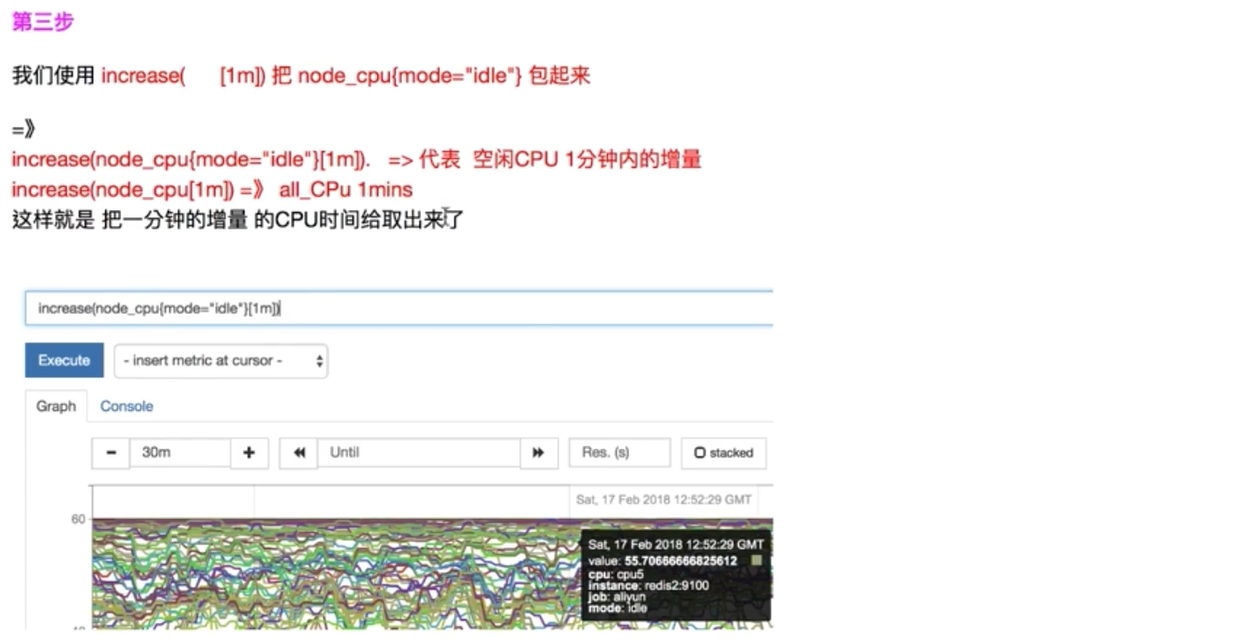 第三步
我们使用 increase( [1m]) 把 node_cpu{mode="idle"} 包起来
=》
increase(node_cpu{mode="idle"}[1m]). => 代表 空闲CPU 1分钟内的增量
increase(node_cpu[1m]) =》 all_CPu 1mins
这样就是 把一分钟的增量 的CPU时间给取出来了
increase(node_cpu{mode="idle"}[1m])
Execute - insert metric at cursor -
Graph Console
30m Until Res. (s) stacked
Sat, 17 Feb 2018 12:52:29 GMT
60
Sat, 17 Feb 2018 12:52:29 GMT
value: 55.70666666825612
cpu: cpu5
instance: redis2:9100
job: aliyun
mode: idle